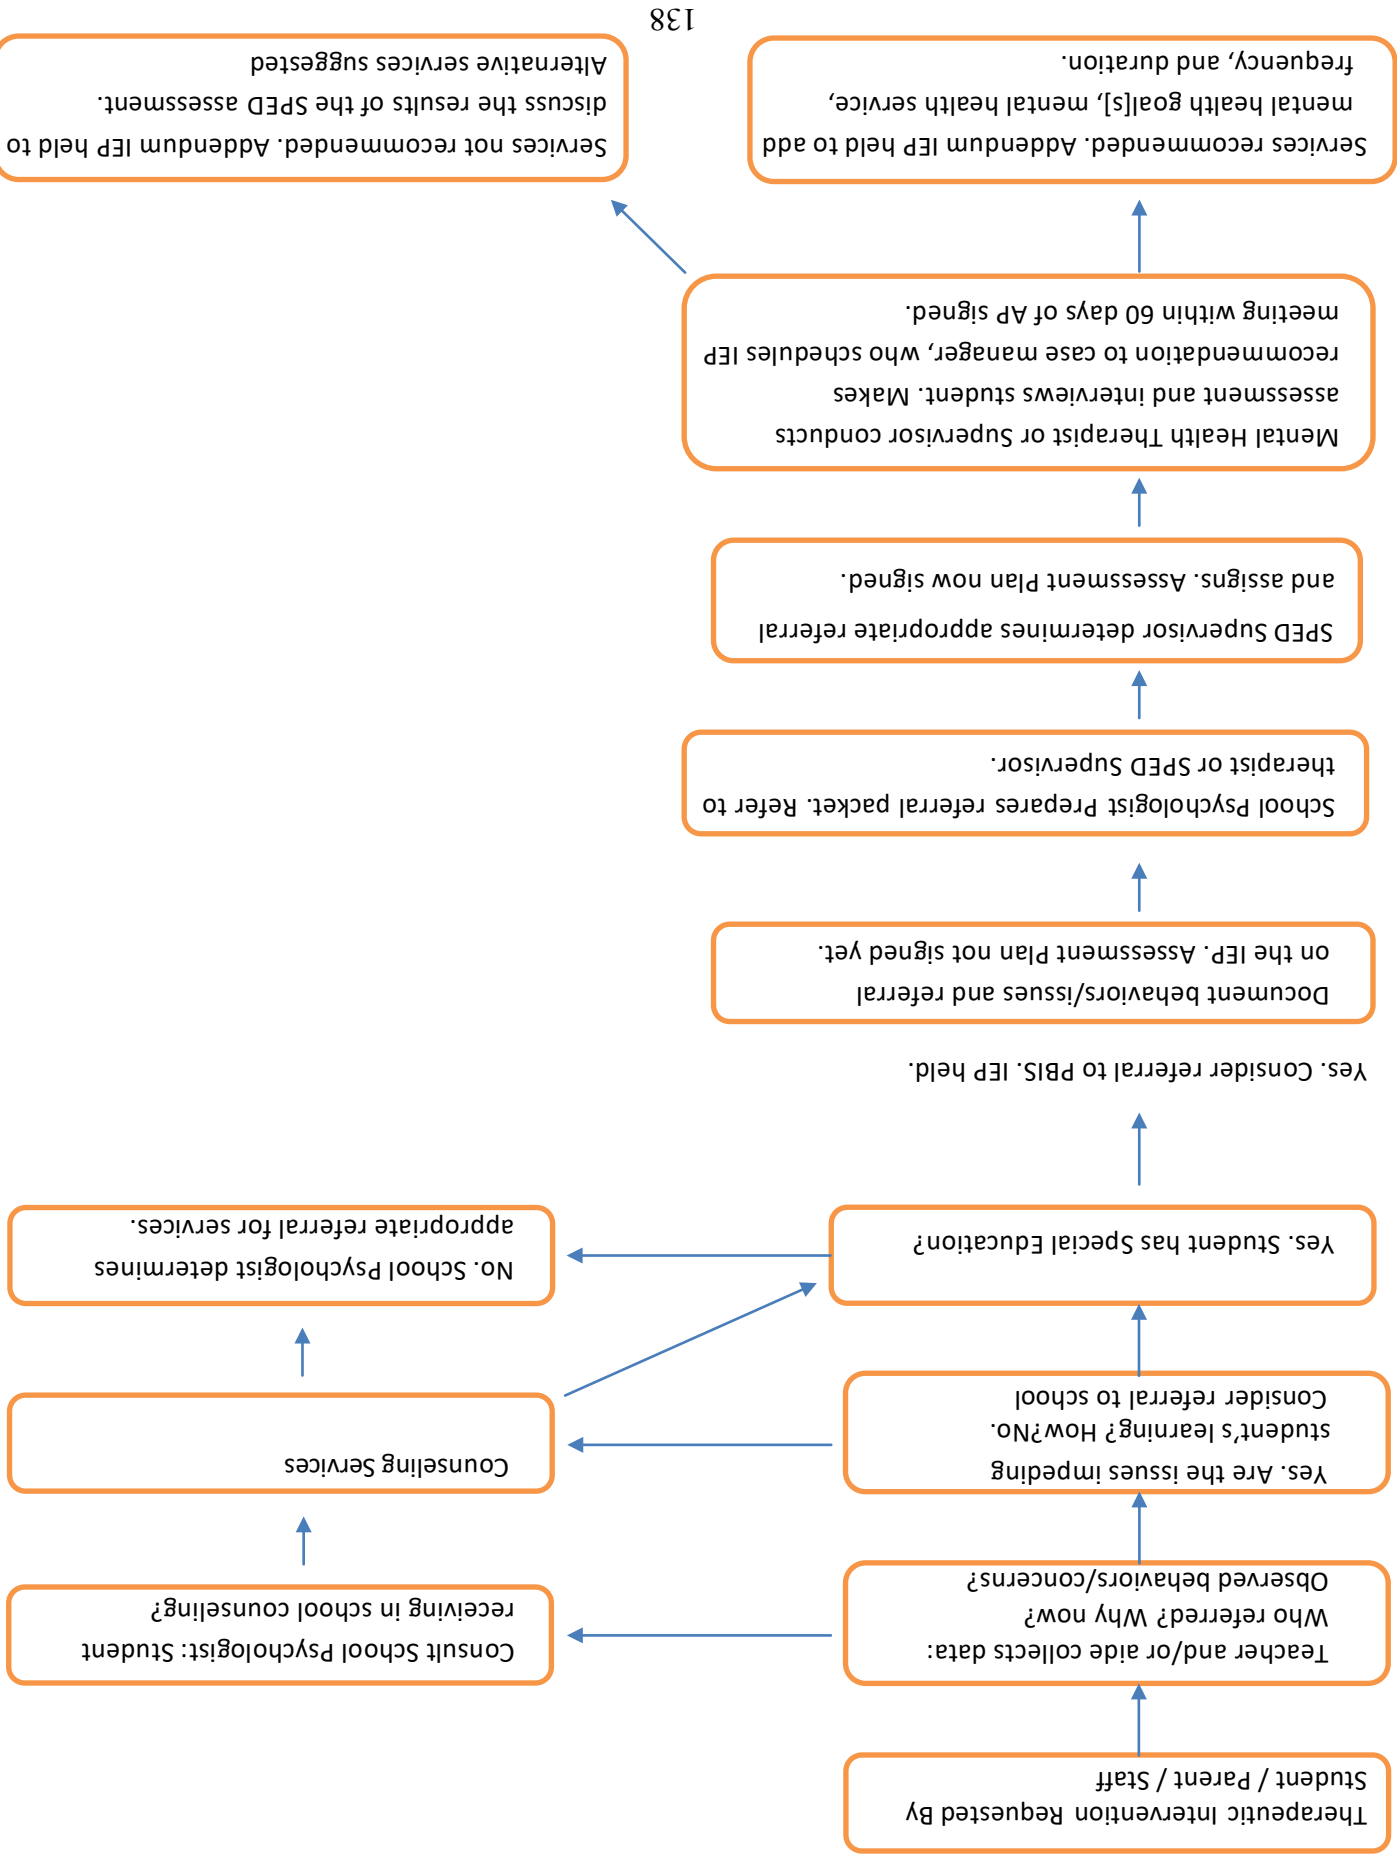 Therapeutic Intervention Requested By
Student / Parent / Staff
Teacher and/or aide collects data:
Who referred? Why now?
Observed behaviors/concerns?
Consult School Psychologist: Student
receiving in school counseling?
Yes. Are the issues impeding
student’s learning? How?No.
Consider referral to school
Counseling Services
Yes. Student has Special Education?
No. School Psychologist determines
appropriate referral for services.
Yes. Consider referral to PBIS. IEP held.
Document behaviors/issues and referral
on the IEP. Assessment Plan not signed yet.
School Psychologist Prepares referral packet. Refer to
therapist or SPED Supervisor.
SPED Supervisor determines appropriate referral
and assigns. Assessment Plan now signed.
Mental Health Therapist or Supervisor conducts
assessment and interviews student. Makes
recommendation to case manager, who schedules IEP
meeting within 60 days of AP signed.
Services recommended. Addendum IEP held to add
mental health goal[s], mental health service,
frequency, and duration.
Services not recommended. Addendum IEP held to
discuss the results of the SPED assessment.
Alternative services suggested
138